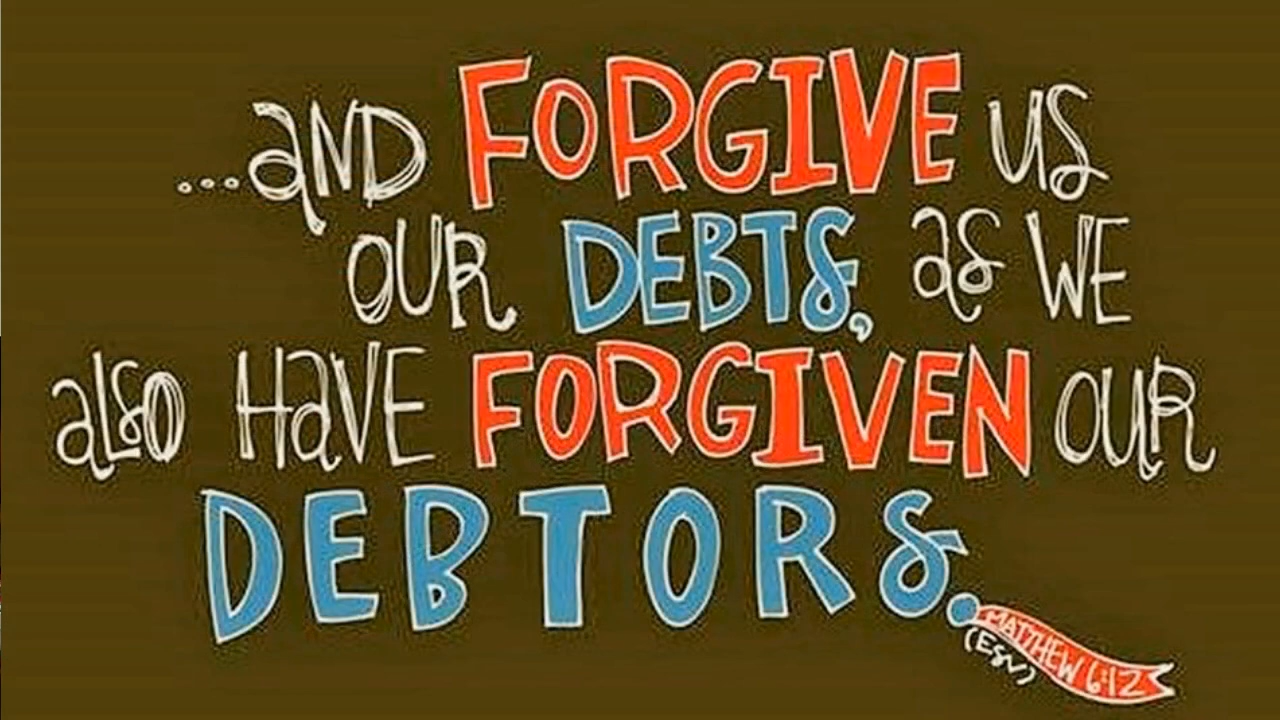 ...aND FORGIVE us
OUR DEBTS, as WE
alSO HaVE FORGIVEN OUR
DEBTORS.
MATTHEW 6:12
(ESV)